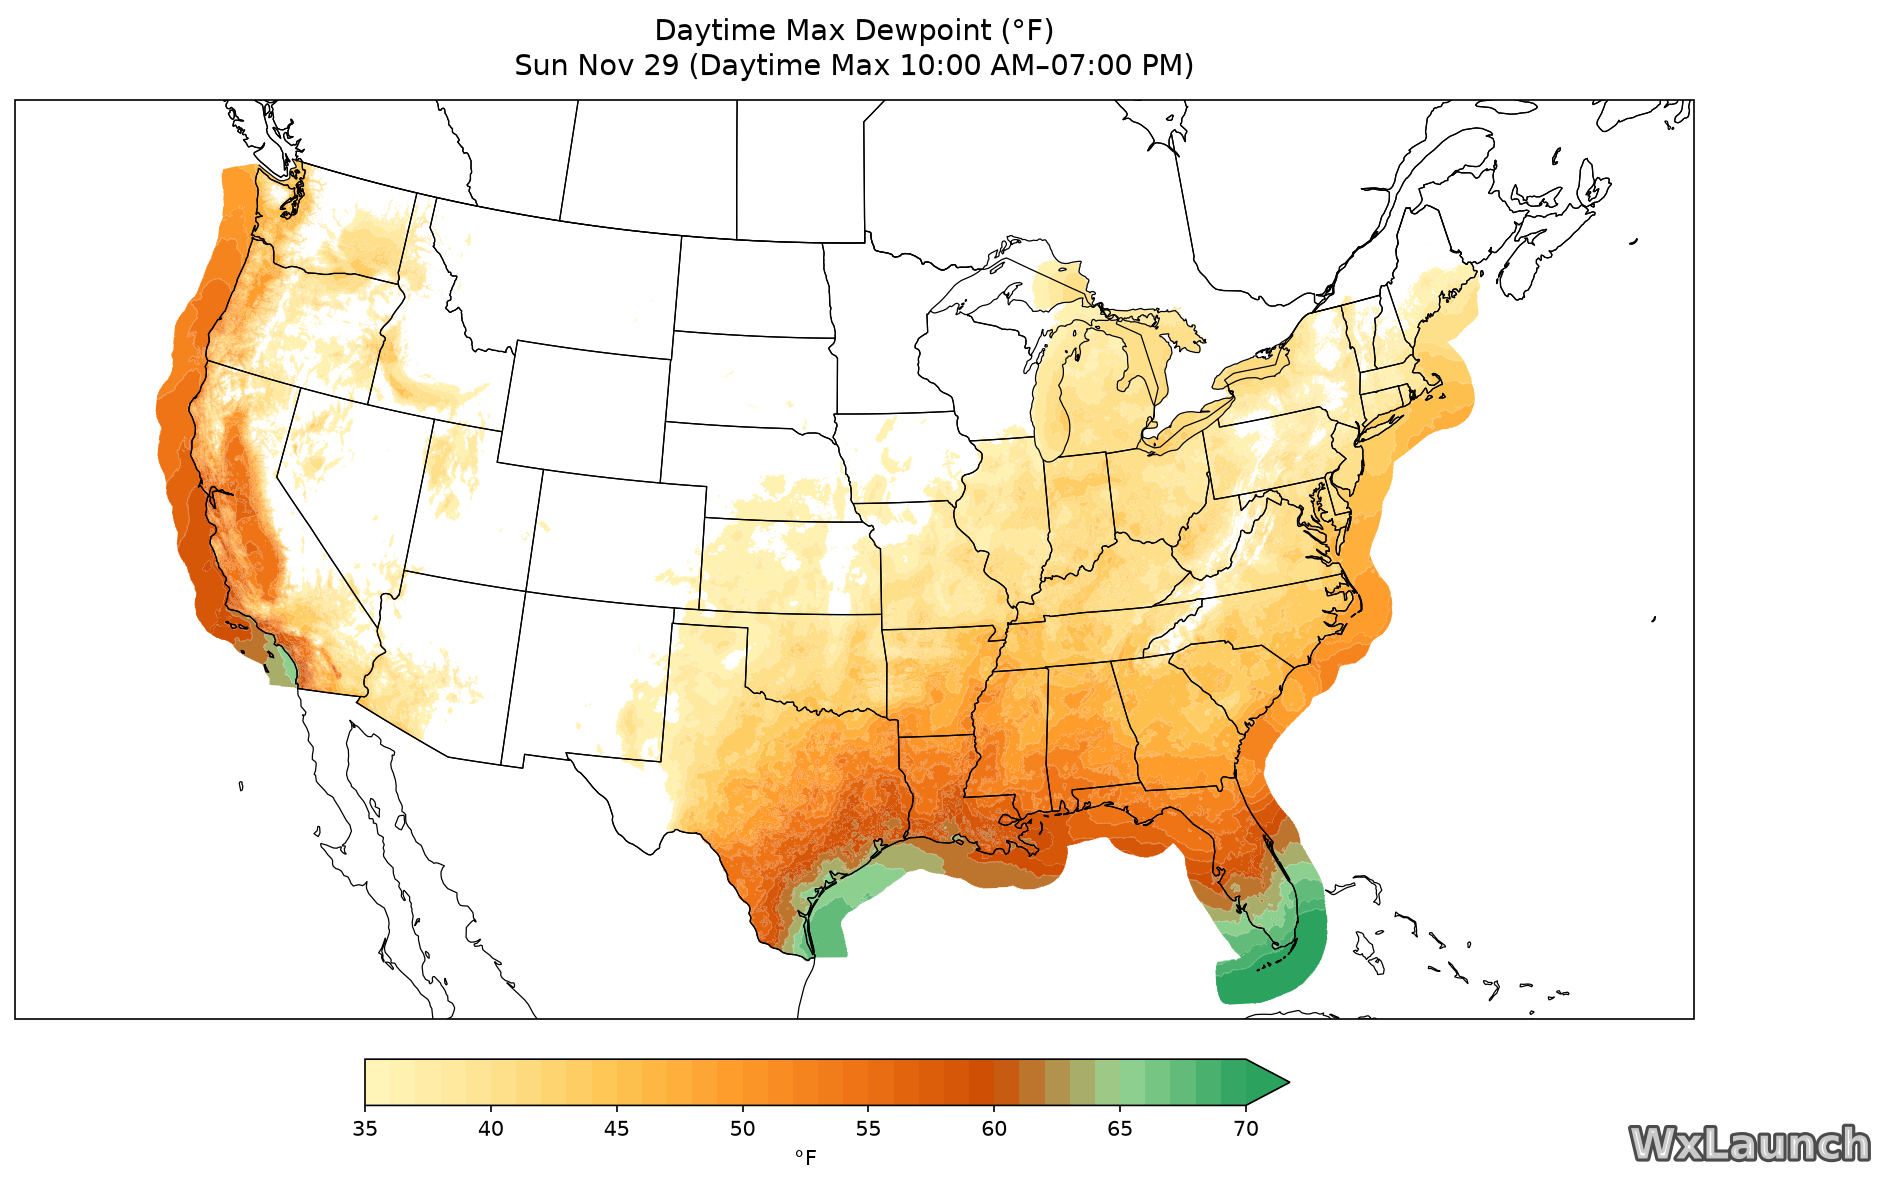 Daytime Max Dewpoint (°F)
Sun Nov 29 (Daytime Max 10:00 AM–07:00 PM)
35 40 45 50 55 60 65 70
°F
WxLaunch